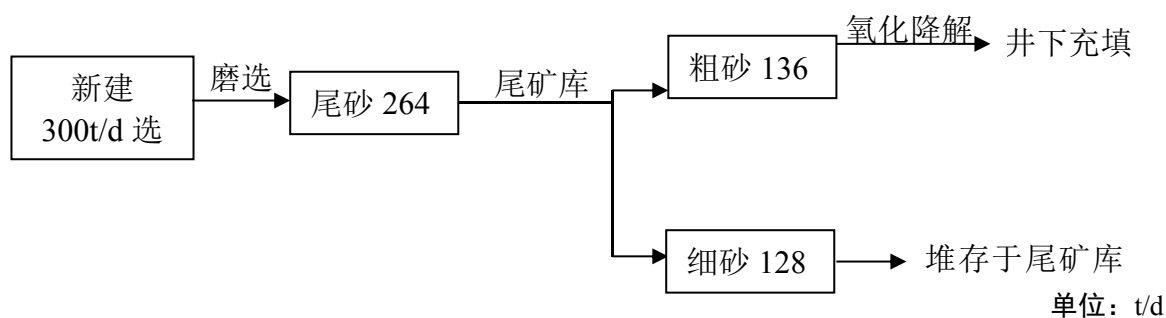 新建
300t/d 选
磨选
尾砂 264
尾矿库
粗砂 136
氧化降解
井下充填
细砂 128
堆存于尾矿库
单位：t/d